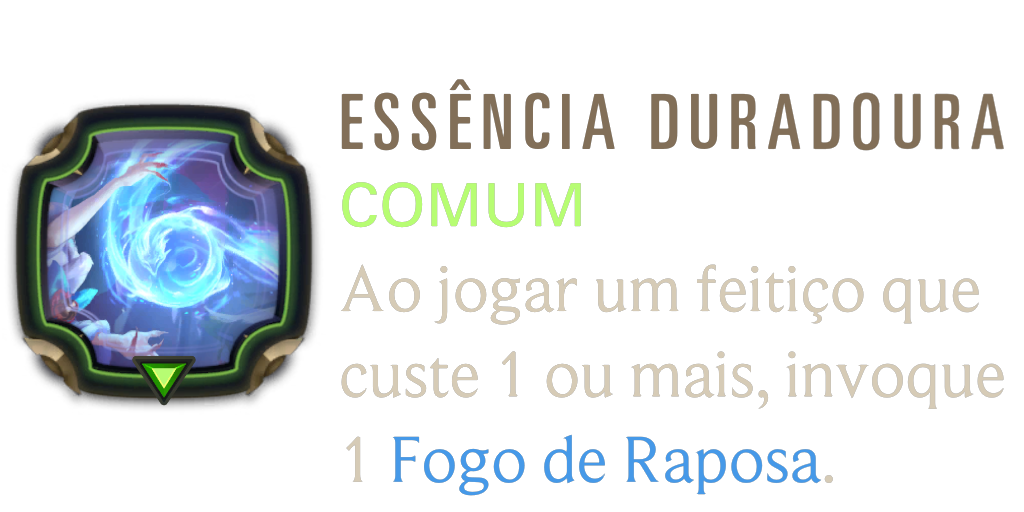 ESSÊNCIA DURADOURA
COMUM
Ao jogar um feitiço que
custe 1 ou mais, invoque
1 Fogo de Raposa.